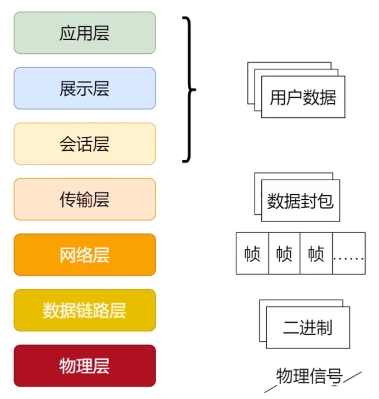 应用层
展示层
用户数据
会话层
传输层
数据封包
网络层
帧 帧 帧 ……
数据链路层
二进制
物理层
物理信号